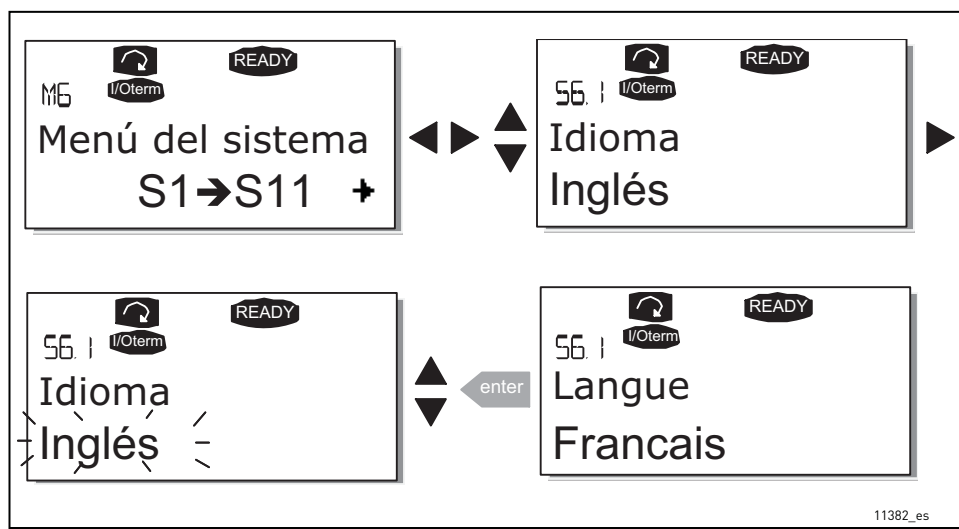 READY
M6 I/Oterm
Menú del sistema
S1➔S11
READY
S6.1 I/Oterm
Idioma
Inglés
READY
S6.1 I/Oterm
Idioma
Inglés
enter
READY
S6.1 I/Oterm
Langue
Francais
11382_es